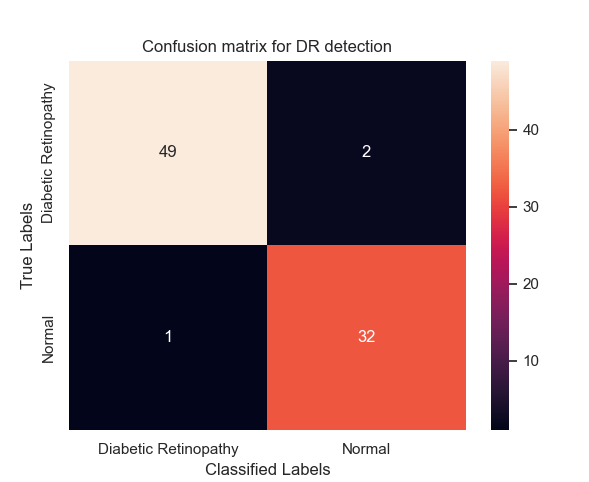 Confusion matrix for DR detection
True Labels
Diabetic Retinopathy
Normal
49
2
1
32
Diabetic Retinopathy
Normal
Classified Labels
40
30
20
10